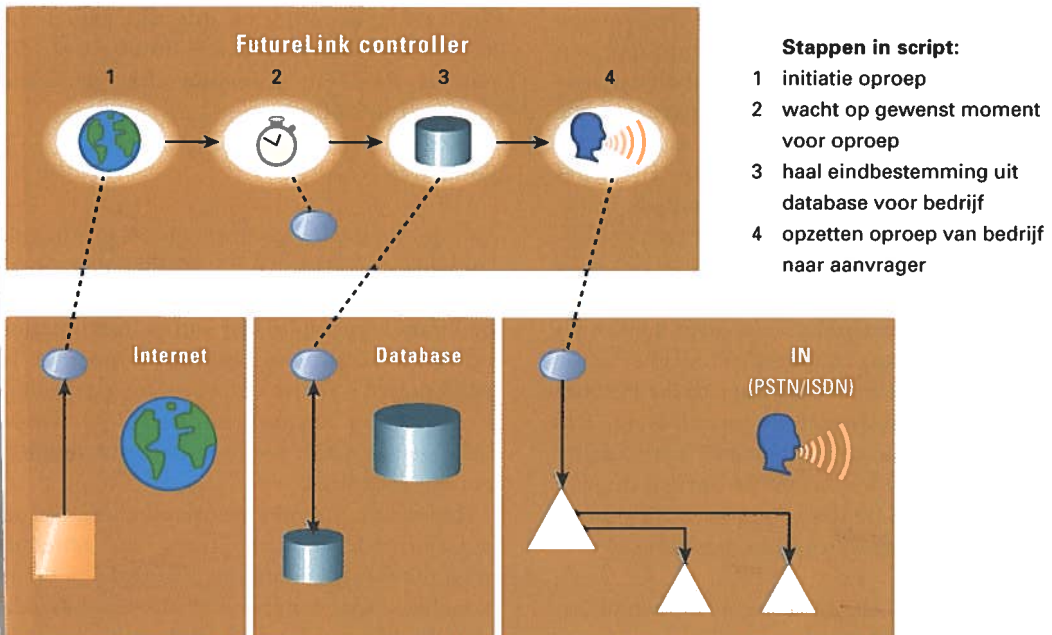 FutureLink controller
1 2 3 4
Stappen in script:
1 initiatie oproep
2 wacht op gewenst moment
voor oproep
3 haal eindbestemming uit
database voor bedrijf
4 opzetten oproep van bedrijf
naar aanvrager
Internet
Database
IN
(PSTN/ISDN)